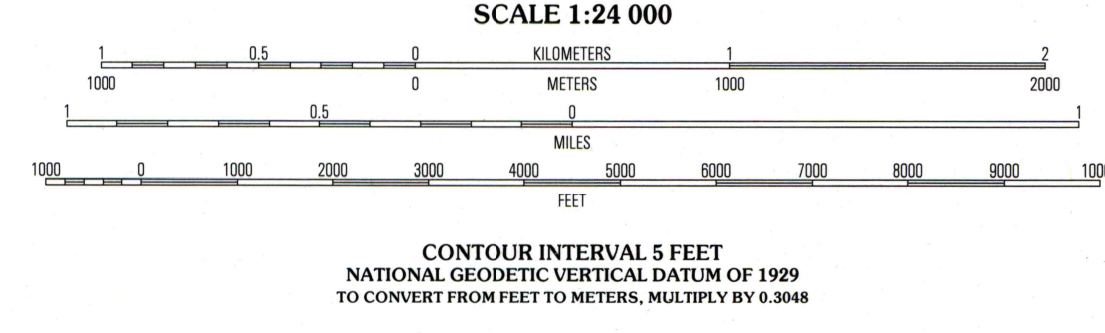 SCALE 1:24 000
1 0.5 0 KILOMETERS 1 2
1000 0 METERS 1000 2000
1 0.5 0 1
MILES
1000 0 1000 2000 3000 4000 5000 6000 7000 8000 9000 1000
FEET
CONTOUR INTERVAL 5 FEET
NATIONAL GEODETIC VERTICAL DATUM OF 1929
TO CONVERT FROM FEET TO METERS, MULTIPLY BY 0.3048